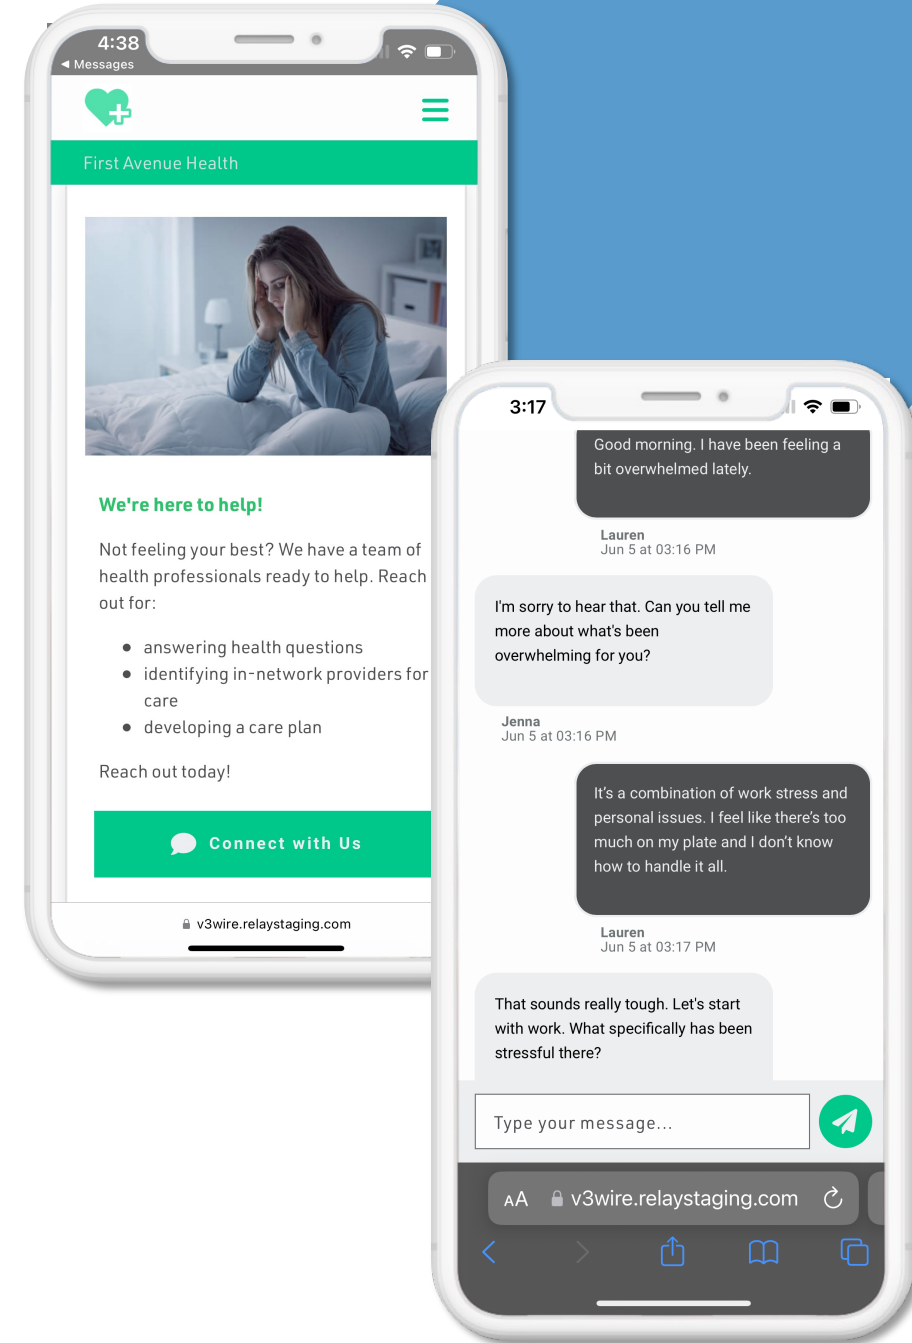 4:38
◀ Messages
First Avenue Health
We're here to help!
Not feeling your best? We have a team of
health professionals ready to help. Reach
out for:
● answering health questions
● identifying in-network providers for
care
● developing a care plan
Reach out today!
Connect with Us
v3wire.relaystaging.com
3:17
Good morning. I have been feeling a
bit overwhelmed lately.
Lauren
Jun 5 at 03:16 PM
I'm sorry to hear that. Can you tell me
more about what's been
overwhelming for you?
Jenna
Jun 5 at 03:16 PM
It’s a combination of work stress and
personal issues. I feel like there’s too
much on my plate and I don’t know
how to handle it all.
Lauren
Jun 5 at 03:17 PM
That sounds really tough. Let's start
with work. What specifically has been
stressful there?
Type your message...
AA v3wire.relaystaging.com